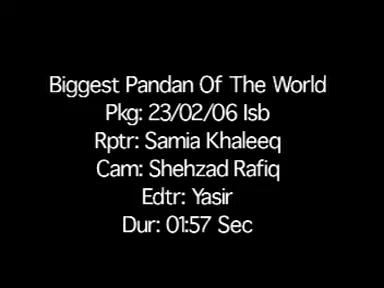 Biggest Pandan Of The World
Pkg: 23/02/06 Isb
Rptr: Samia Khaleeq
Cam: Shehzad Rafiq
Edtr: Yasir
Dur: 01:57 Sec